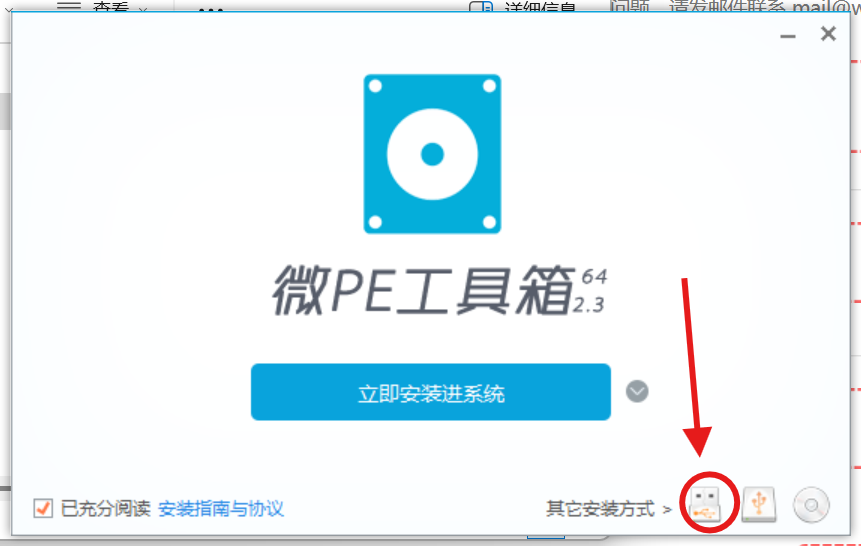 查看
详细信息
问题，请发邮件联系 mail@w
微PE工具箱 64
2.3
立即安装进系统
已充分阅读 安装指南与协议
其它安装方式 >